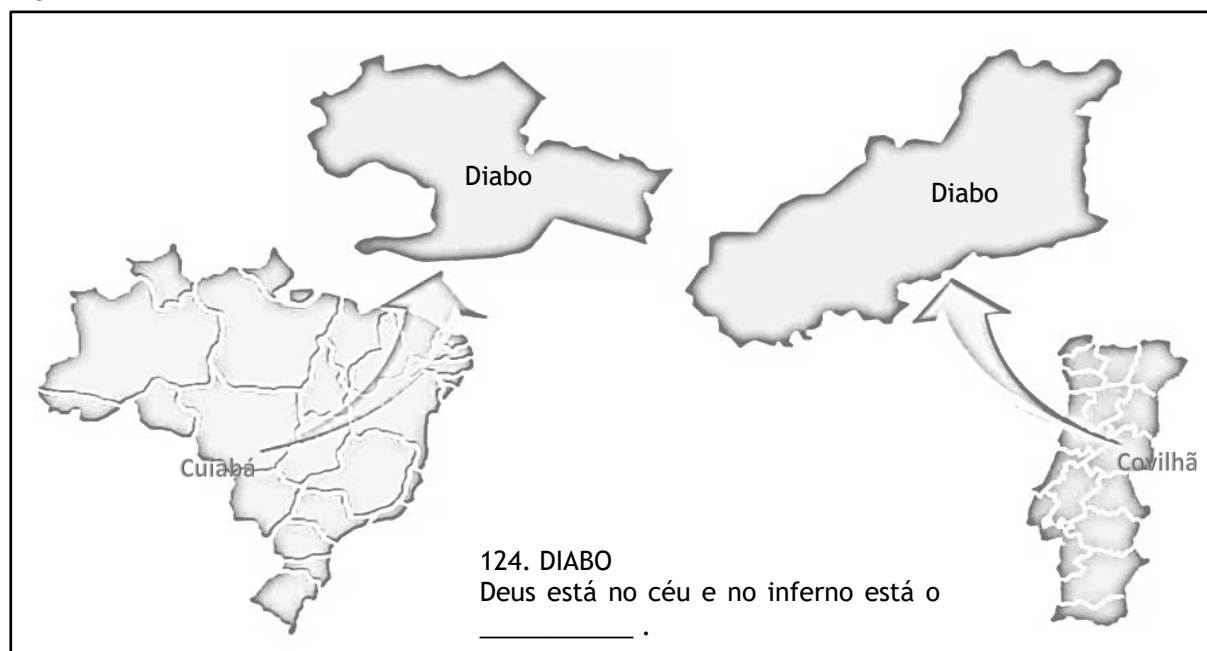 Diabo
Diabo
Cuiabá
Covilhã
124. DIABO
Deus está no céu e no inferno está o
___________ .